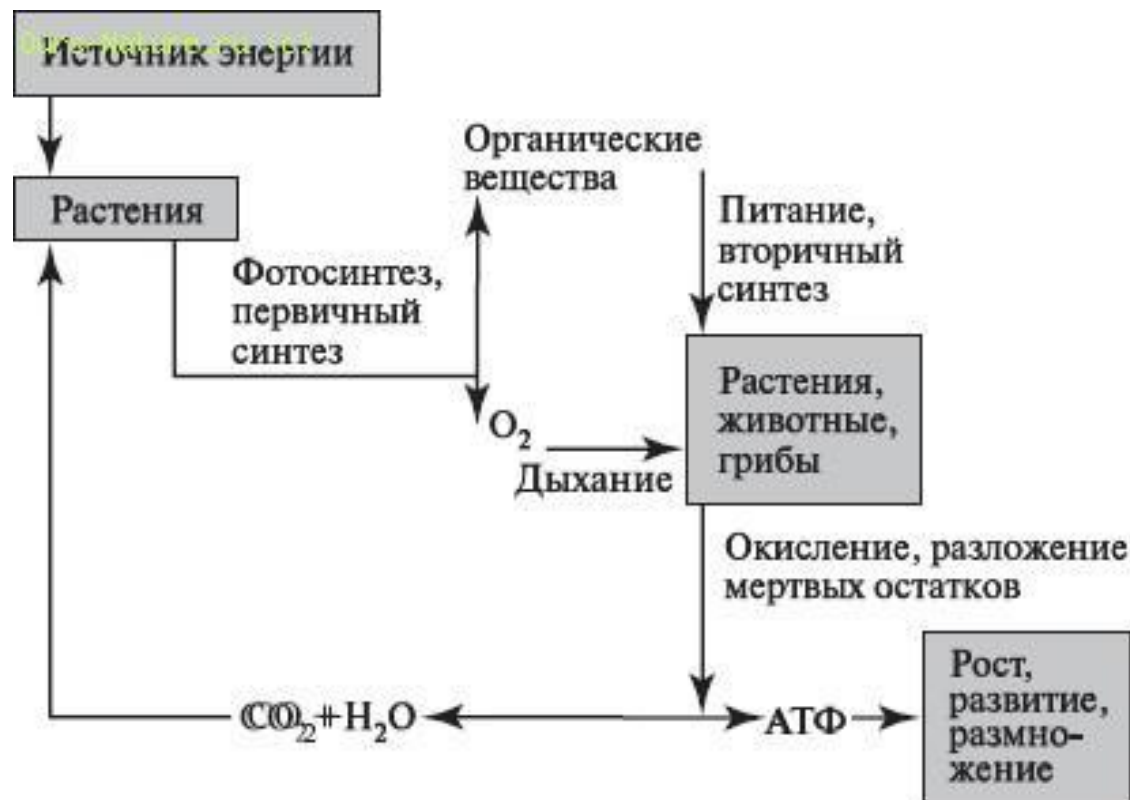 Источник энергии
Растения
Органические
вещества
Питание,
вторичный
синтез
Фотосинтез,
первичный
синтез
Растения,
животные,
грибы
O₂
Дыхание
Окисление, разложение
мертвых остатков
CO₂+H₂O
АТФ
Рост,
развитие,
размно-
жение